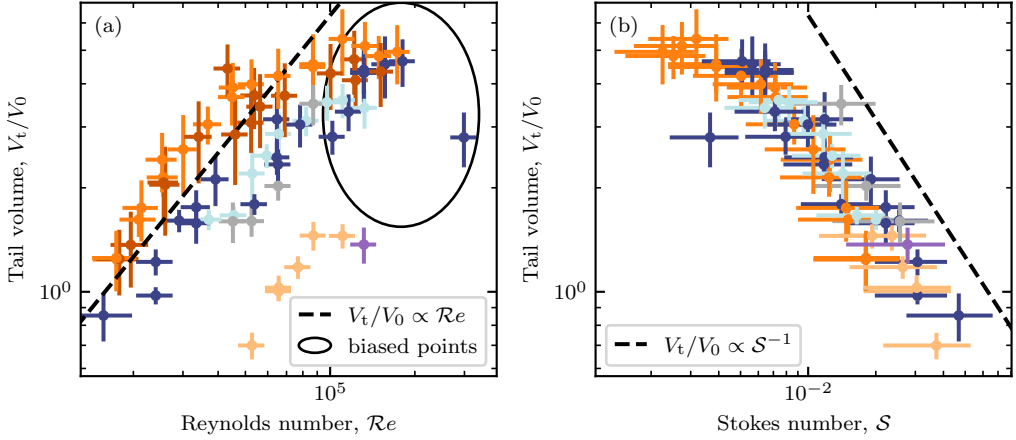 (a)
Tail volume, V_t/V_0
10^0
V_t/V_0 ∝ ℛe
biased points
10^5
Reynolds number, ℛe
(b)
Tail volume, V_t/V_0
10^0
V_t/V_0 ∝ 𝒮^{-1}
10^{-2}
Stokes number, 𝒮